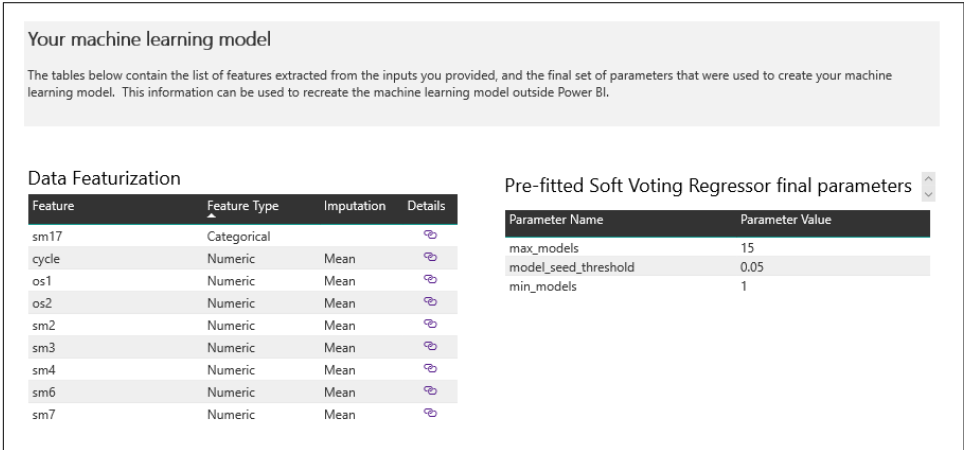 Your machine learning model
The tables below contain the list of features extracted from the inputs you provided, and the final set of parameters that were used to create your machine
learning model. This information can be used to recreate the machine learning model outside Power BI.
Data Featurization
Feature Feature Type Imputation Details
sm17 Categorical
cycle Numeric Mean
os1 Numeric Mean
os2 Numeric Mean
sm2 Numeric Mean
sm3 Numeric Mean
sm4 Numeric Mean
sm6 Numeric Mean
sm7 Numeric Mean
Pre-fitted Soft Voting Regressor final parameters
Parameter Name Parameter Value
max_models 15
model_seed_threshold 0.05
min_models 1